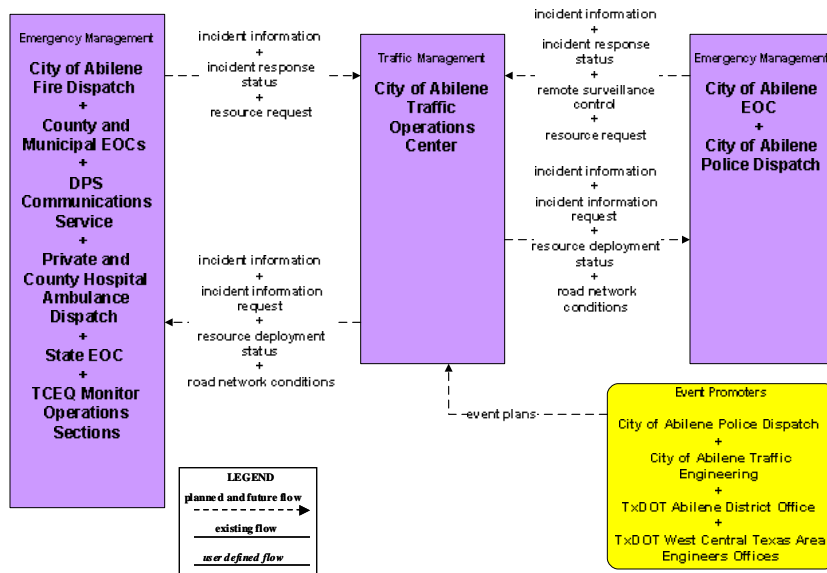 Emergency Management
City of Abilene
Fire Dispatch
+
County and
Municipal EOCs
+
DPS
Communications
Service
+
Private and
County Hospital
Ambulance
Dispatch
+
State EOC
+
TCEQ Monitor
Operations
Sections
incident information
+
incident response
status
+
resource request
incident information
+
incident information
request
+
resource deployment
status
+
road network conditions
Traffic Management
City of Abilene
Traffic
Operations
Center
incident information
+
incident response
status
+
remote surveillance
control
+
resource request
incident information
+
incident information
request
+
resource deployment
status
+
road network
conditions
Emergency Management
City of Abilene
EOC
+
City of Abilene
Police Dispatch
event plans
Event Promoters
City of Abilene Police Dispatch
+
City of Abilene Traffic
Engineering
+
TxDOT Abilene District Office
+
TxDOT West Central Texas Area
Engineers Offices
LEGEND
planned and future flow
existing flow
user defined flow